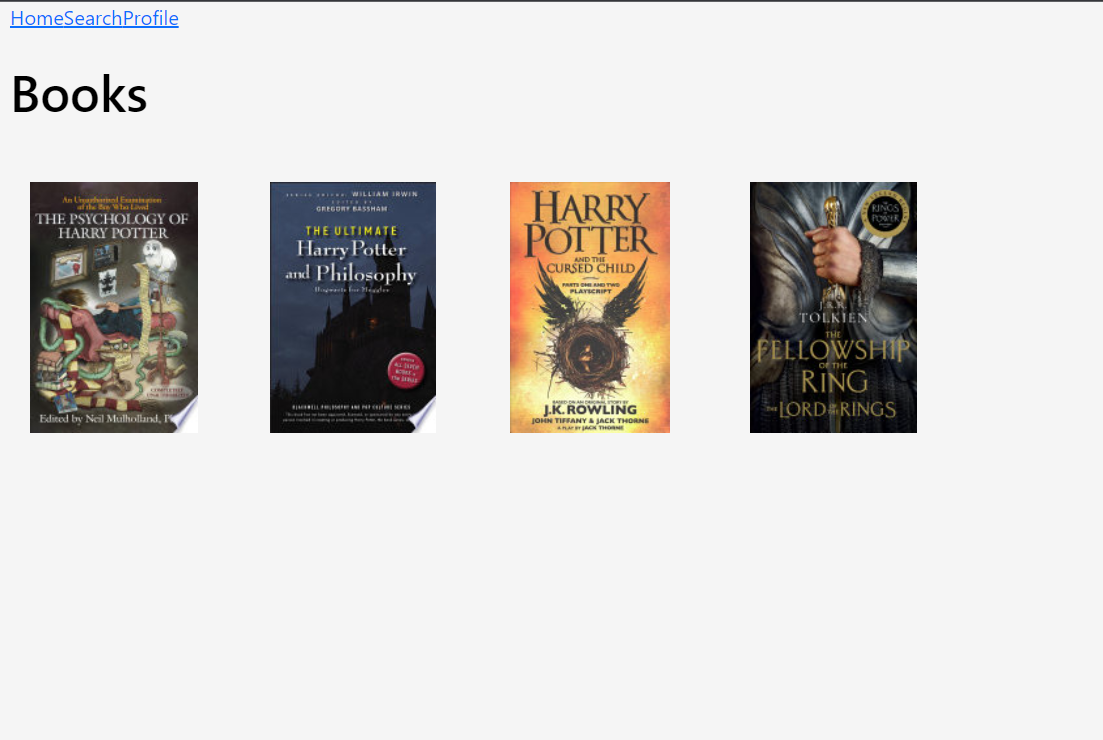 HomeSearchProfile
Books
An Unauthorized Examination
of the Boy Who Lived
THE PSYCHOLOGY OF
HARRY POTTER
Edited by Neil Mulholland, Ph
SERIES EDITOR: WILLIAM IRWIN
EDITED BY
GREGORY BASSHAM
THE ULTIMATE
Harry Potter
and Philosophy
Hogwarts for Muggles
BLACKWELL PHILOSOPHY AND POP CULTURE SERIES
HARRY
POTTER
AND THE
CURSED CHILD
PARTS ONE AND TWO
PLAYSCRIPT
BASED ON AN ORIGINAL STORY BY
J.K. ROWLING
JOHN TIFFANY & JACK THORNE
A PLAY BY JACK THORNE
THE
RINGS
OF
POWER
J.R.R.
TOLKIEN
THE
FELLOWSHIP
OF THE
RING
THE LORD OF THE RINGS